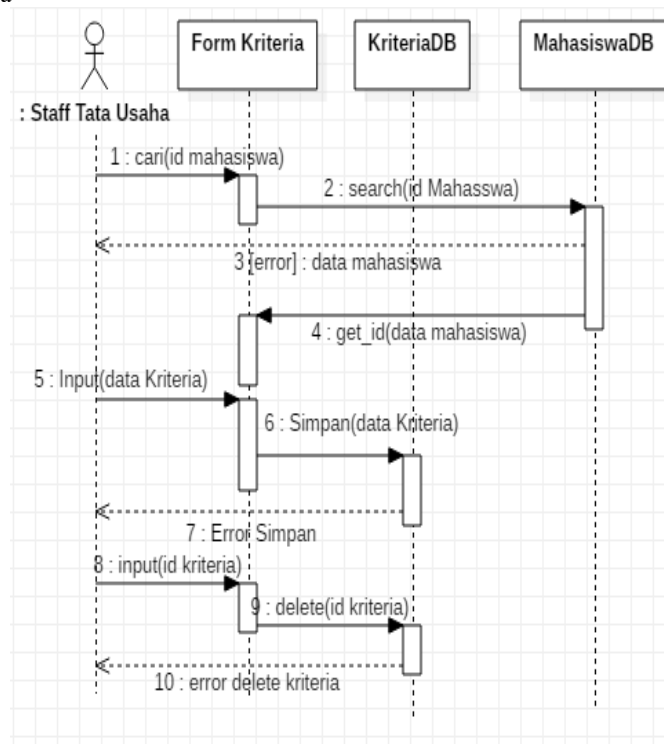 Form Kriteria
KriteriaDB
MahasiswaDB
: Staff Tata Usaha
1 : cari(id mahasiswa)
2 : search(id Mahasswa)
3 [error] : data mahasiswa
4 : get_id(data mahasiswa)
5 : Input(data Kriteria)
6 : Simpan(data Kriteria)
7 : Error Simpan
8 : input(id kriteria)
9 : delete(id kriteria)
10 : error delete kriteria